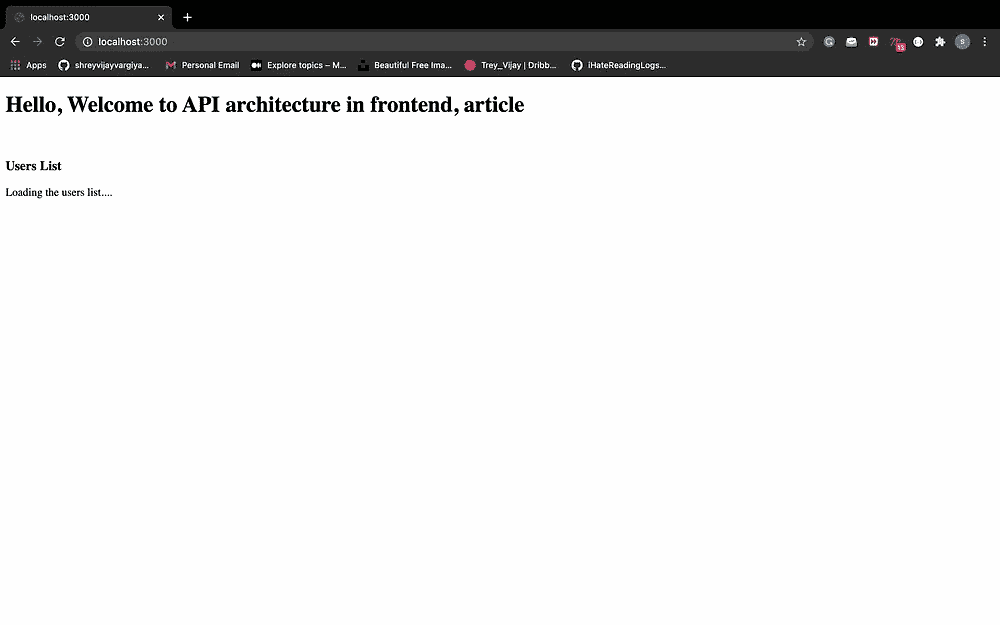 localhost:3000
localhost:3000
S
15
Apps shreyvijayvargiya... Personal Email Explore topics – M... Beautiful Free Ima... Trey_Vijay | Dribb... iHateReadingLogs...
Hello, Welcome to API architecture in frontend, article
Users List
Loading the users list....